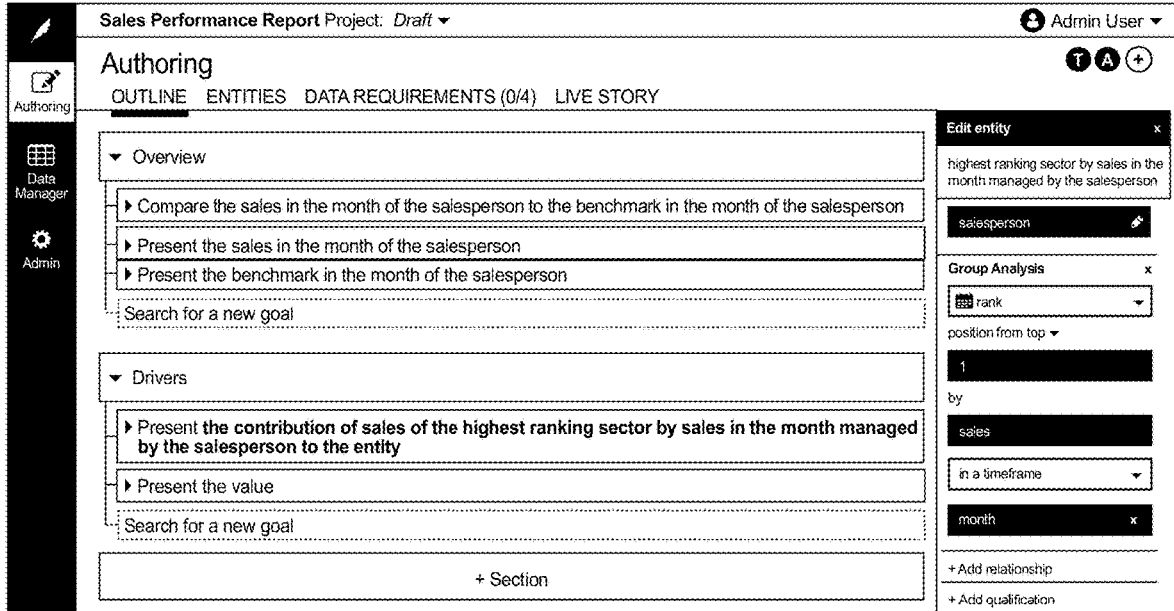 Sales Performance Report Project: Draft
Admin User
Authoring
T A +
OUTLINE ENTITIES DATA REQUIREMENTS (0/4) LIVE STORY
Authoring
Data
Manager
Admin
Overview
Compare the sales in the month of the salesperson to the benchmark in the month of the salesperson
Present the sales in the month of the salesperson
Present the benchmark in the month of the salesperson
Search for a new goal
Drivers
Present the contribution of sales of the highest ranking sector by sales in the month managed
by the salesperson to the entity
Present the value
Search for a new goal
+ Section
Edit entity x
highest ranking sector by sales in the
month managed by the salesperson
salesperson
Group Analysis x
rank
position from top
1
by
sales
in a timeframe
month x
+ Add relationship
+ Add qualification